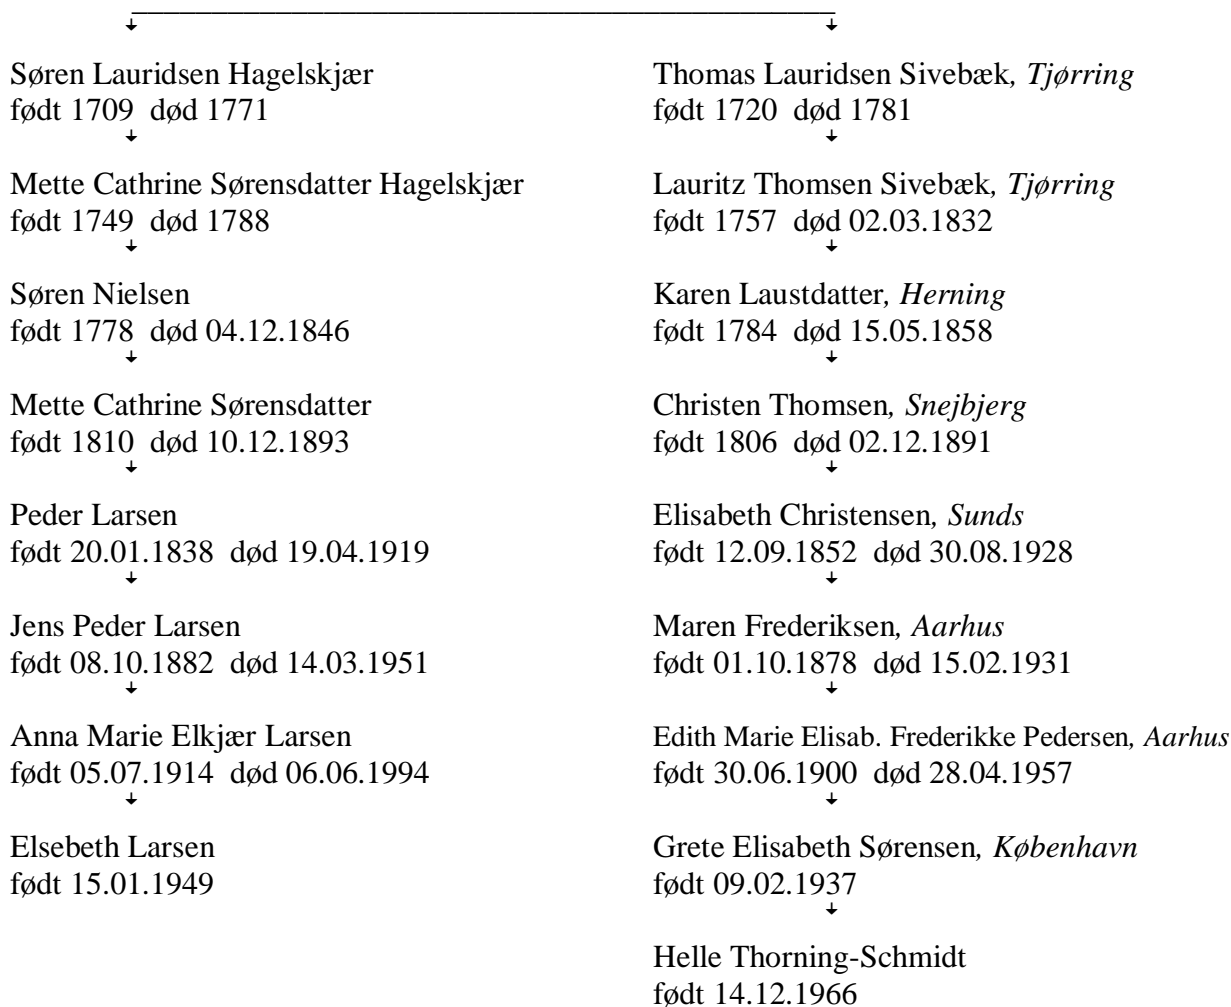 Søren Lauridsen Hagelskjær
født 1709 død 1771
Mette Cathrine Sørensdatter Hagelskjær
født 1749 død 1788
Søren Nielsen
født 1778 død 04.12.1846
Mette Cathrine Sørensdatter
født 1810 død 10.12.1893
Peder Larsen
født 20.01.1838 død 19.04.1919
Jens Peder Larsen
født 08.10.1882 død 14.03.1951
Anna Marie Elkjær Larsen
født 05.07.1914 død 06.06.1994
Elsebeth Larsen
født 15.01.1949
Thomas Lauridsen Sivebæk, Tjørring
født 1720 død 1781
Lauritz Thomsen Sivebæk, Tjørring
født 1757 død 02.03.1832
Karen Laustdatter, Herning
født 1784 død 15.05.1858
Christen Thomsen, Snejbjerg
født 1806 død 02.12.1891
Elisabeth Christensen, Sunds
født 12.09.1852 død 30.08.1928
Maren Frederiksen, Aarhus
født 01.10.1878 død 15.02.1931
Edith Marie Elisab. Frederikke Pedersen, Aarhus
født 30.06.1900 død 28.04.1957
Grete Elisabeth Sørensen, København
født 09.02.1937
Helle Thorning-Schmidt
født 14.12.1966